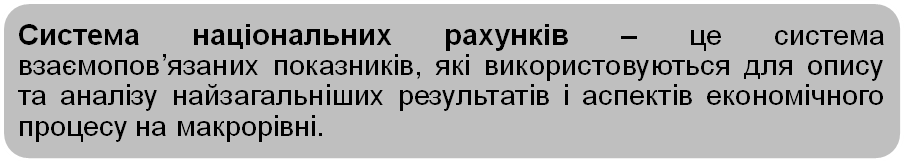 Система національних рахунків – це система
взаємопов’язаних показників, які використовуються для опису
та аналізу найзагальніших результатів і аспектів економічного
процесу на макрорівні.